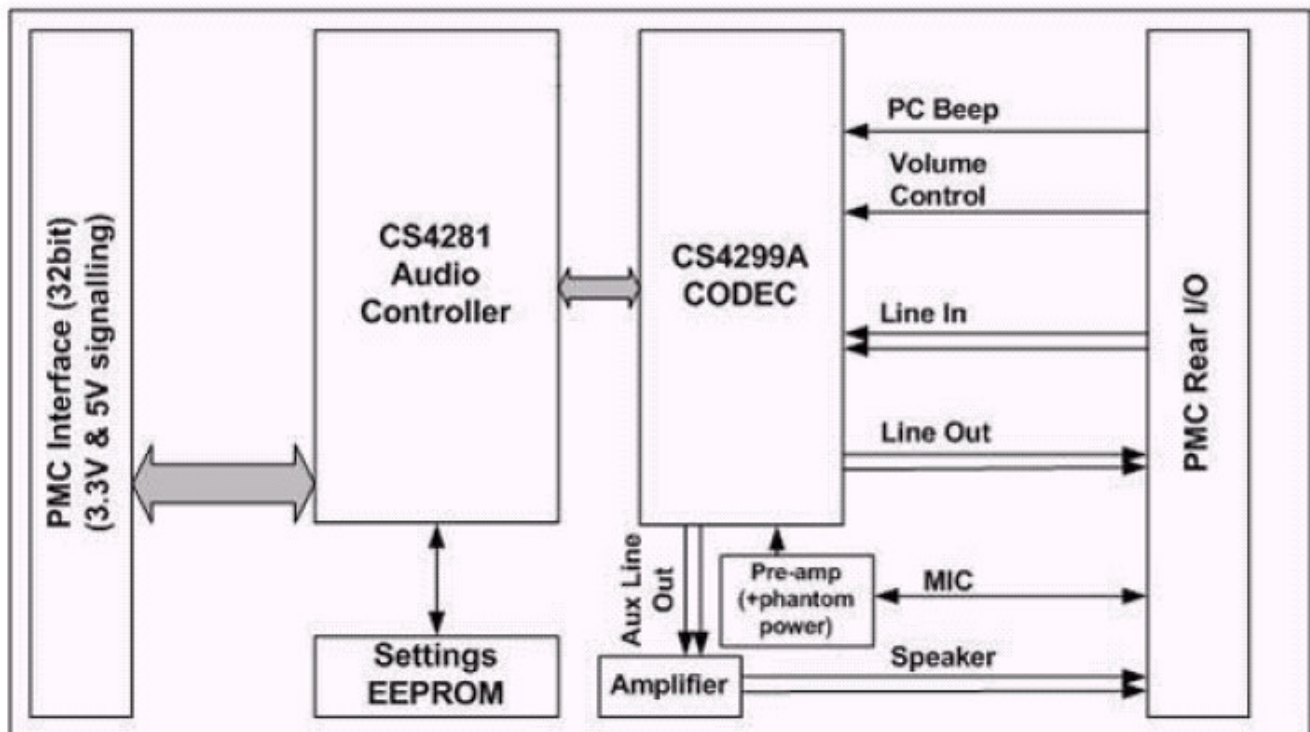 PMC Interface (32bit)
(3.3V & 5V signalling)
CS4281
Audio
Controller
Settings
EEPROM
CS4299A
CODEC
PC Beep
Volume
Control
Line In
Line Out
Aux Line
Out
Pre-amp
(+phantom
power)
MIC
Amplifier
Speaker
PMC Rear I/O